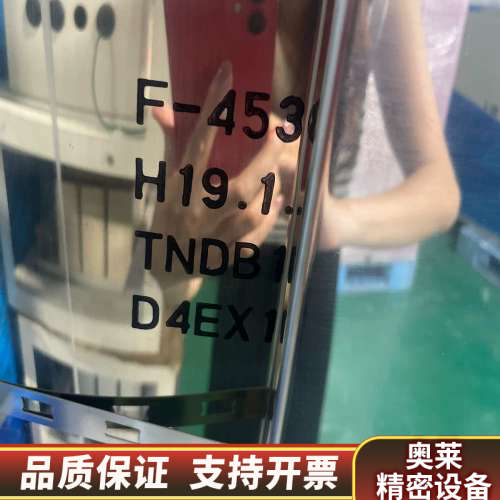 F-453
H19.1.
TNDB1
D4EX1
品质保证 支持开票
奥莱
精密设备